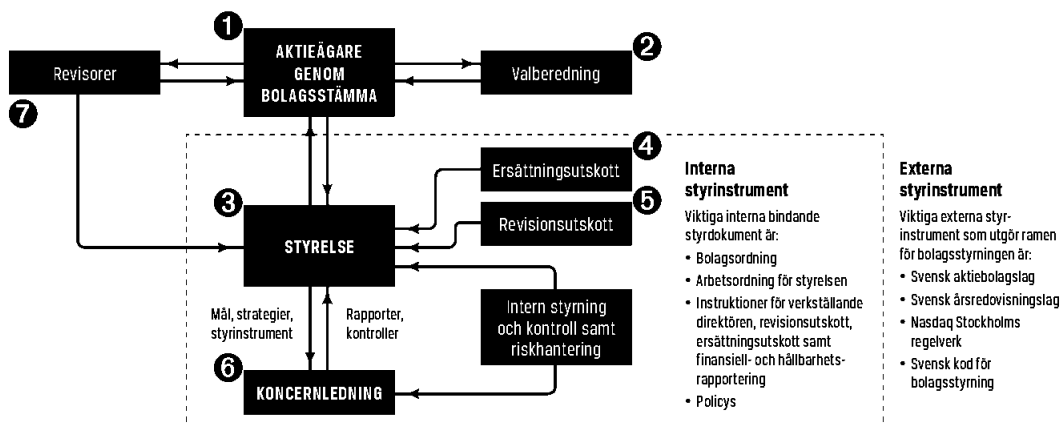 1
AKTIEÄGARE
GENOM
BOLAGSSTÄMMA
2
Valberedning
Revisorer
7
4
Ersättningsutskott
5
Revisionsutskott
3
STYRELSE
Mål, strategier,
styrinstrument
Rapporter,
kontroller
Intern styrning
och kontroll samt
riskhantering
6
KONCERNLEDNING
Interna
styrinstrument
Viktiga interna bindande
styrdokument är:
• Bolagsordning
• Arbetsordning för styrelsen
• Instruktioner för verkställande
direktören, revisionsutskott,
ersättningsutskott samt
finansiell- och hållbarhets-
rapportering
• Policys
Externa
styrinstrument
Viktiga externa styr-
instrument som utgör ramen
för bolagsstyrningen är:
• Svensk aktiebolagslag
• Svensk årsredovisningslag
• Nasdaq Stockholms
regelverk
• Svensk kod för
bolagsstyrning